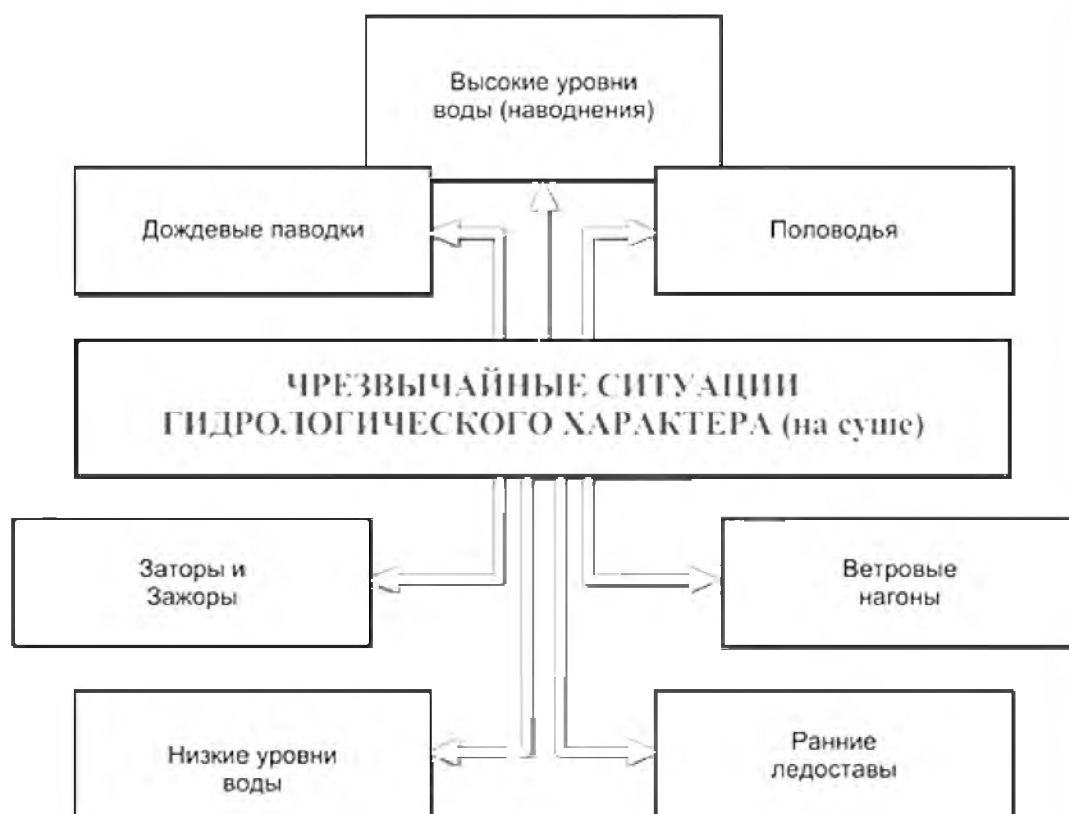 Высокие уровни
воды (наводнения)
Дождевые паводки
Половодья
ЧРЕЗВЫЧАЙНЫЕ СИТУАЦИИ
ГИДРОЛОГИЧЕСКОГО ХАРАКТЕРА (на суше)
Заторы и
Зажоры
Ветровые
нагоны
Низкие уровни
воды
Ранние
ледоставы